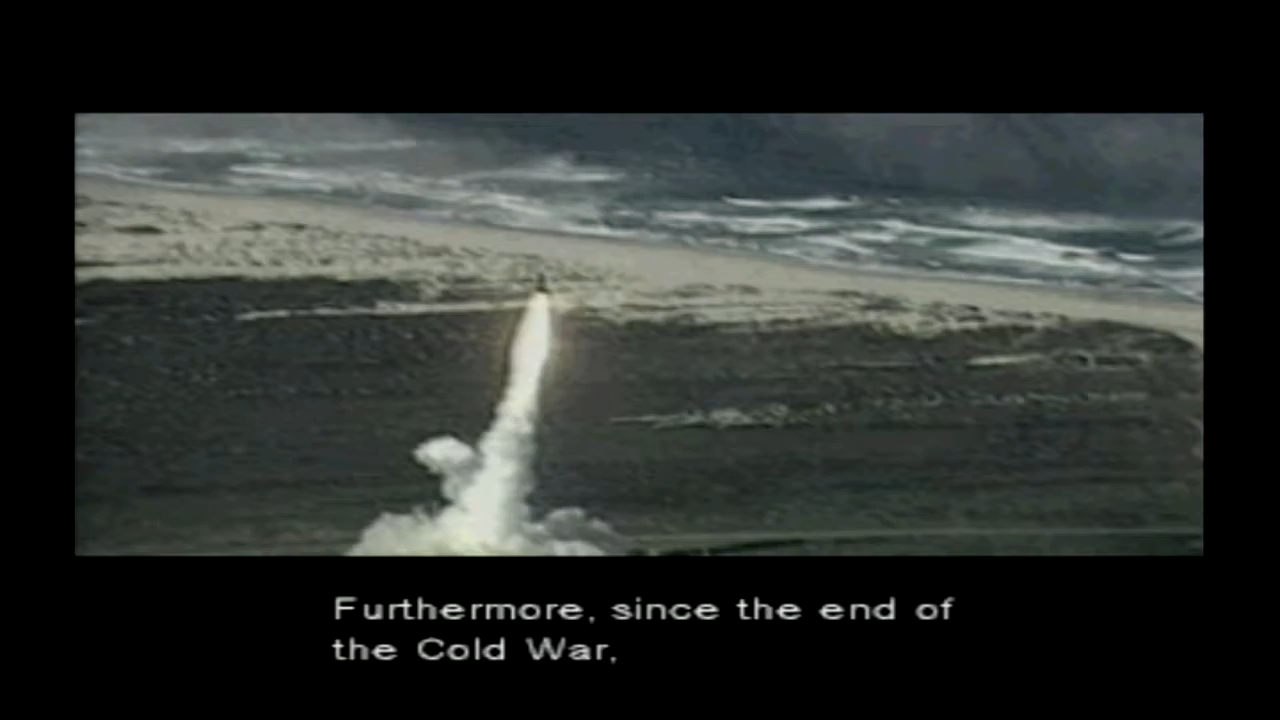 Furthermore, since the end of
the Cold War,